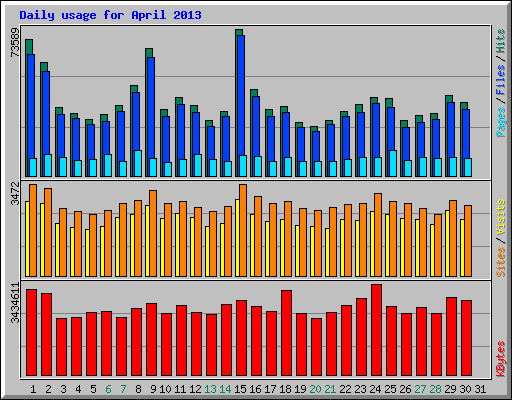 Daily usage for April 2013
73589
Pages / Files / Hits
3472
Sites / Visits
3434611
KBytes
1 2 3 4 5 6 7 8 9 10 11 12 13 14 15 16 17 18 19 20 21 22 23 24 25 26 27 28 29 30 31